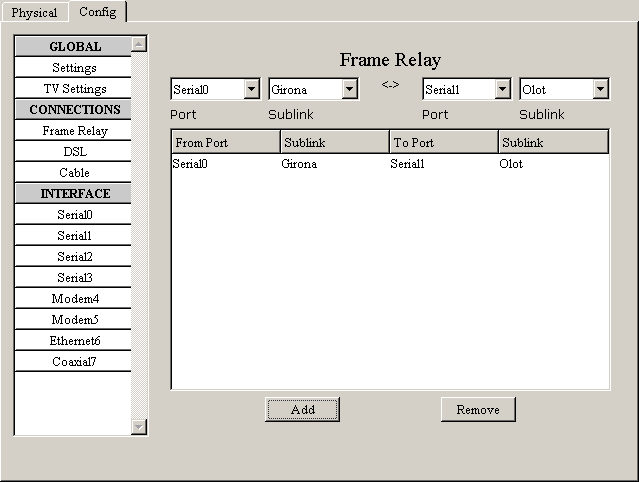 Physical Config
GLOBAL
Settings
TV Settings
CONNECTIONS
Frame Relay
DSL
Cable
INTERFACE
Serial0
Serial1
Serial2
Serial3
Modem4
Modem5
Ethernet6
Coaxial7
Frame Relay
Serial0 Girona <-> Serial1 Olot
Port Sublink Port Sublink
From Port Sublink To Port Sublink
Serial0 Girona Serial1 Olot
Add Remove